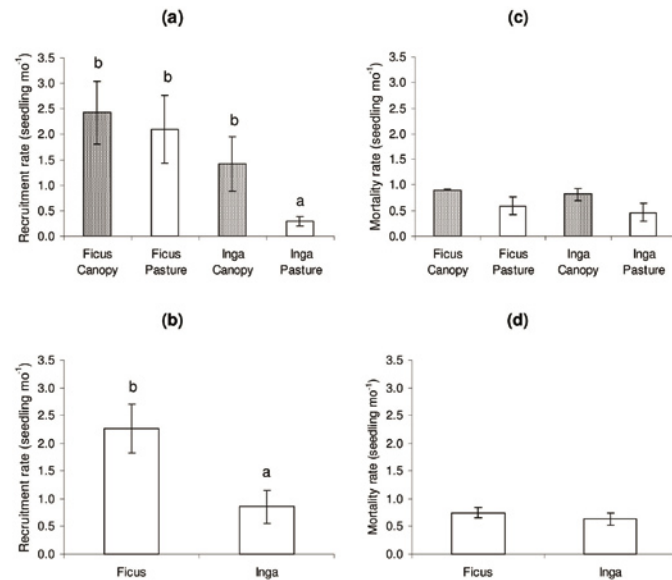 (a)
Recruitment rate (seedling mo⁻¹)
3.5
3.0
2.5
2.0
1.5
1.0
0.5
0.0
b
b
b
a
Ficus
Canopy
Ficus
Pasture
Inga
Canopy
Inga
Pasture
(c)
Mortality rate (seedling mo⁻¹)
3.5
3.0
2.5
2.0
1.5
1.0
0.5
0.0
Ficus
Canopy
Ficus
Pasture
Inga
Canopy
Inga
Pasture
(b)
Recruitment rate (seedling mo⁻¹)
3.5
3.0
2.5
2.0
1.5
1.0
0.5
0.0
b
a
Ficus
Inga
(d)
Mortality rate (seedling mo⁻¹)
3.5
3.0
2.5
2.0
1.5
1.0
0.5
0.0
Ficus
Inga